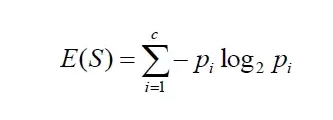 E(S) = \sum_{i=1}^{c} - p_i \log_2 p_i